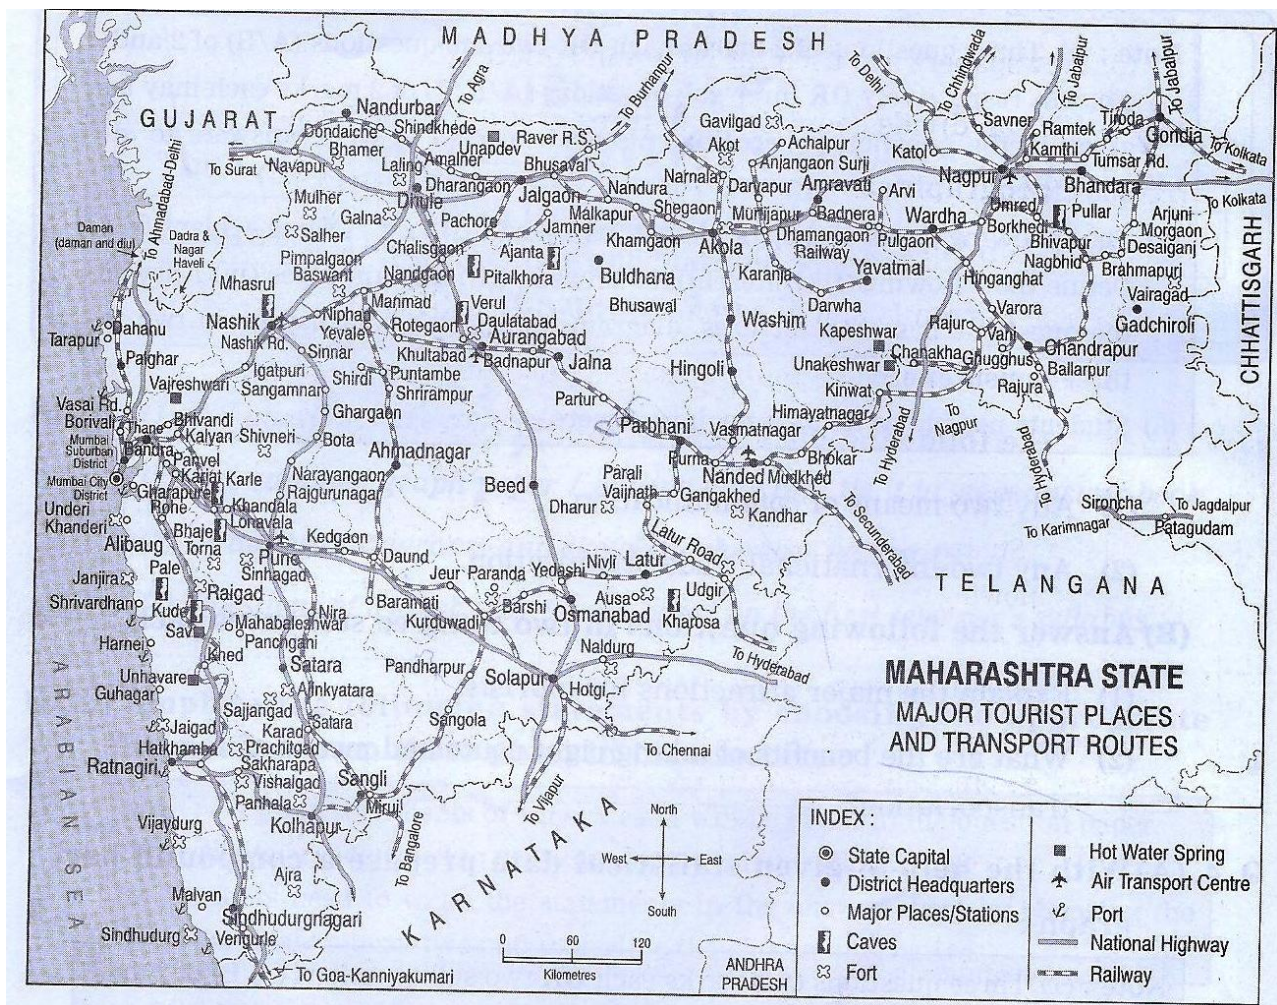 MADHYA PRADESH
GUJARAT
To Agra
To Burhanpur
To Delhi
To Chhindwada
To Jabalpur
To Jabalpur
Nandurbar
Dondaiche
Shindkhede
Bhamer
Navapur
To Surat
Laling
Amalner
Unapdev
Raver R.S.
Bhusaval
Gavilgad
Akot
Achalpur
Anjangaon Surji
Narnala
Daryapur
Amravati
Katol
Savner
Ramtek
Tiroda
Gondia
Kamthi
Tumsar Rd.
To Kolkata
Nagpur
Bhandara
To Kolkata
Mulher
Galna
Dhule
Dharangaon
Jalgaon
Salher
Pachore
Jamner
Malkapur
Nandura
Shegaon
Khamgaon
Akola
Murtijapur
Badnera
Arvi
Dhamangaon
Railway
Pulgaon
Wardha
Umred
Borkhedi
Pullar
Bhivapur
Nagbhid
Arjuni
Morgaon
Desaiganj
Brahmapuri
Vairagad
Gadchiroli
CHHATTISGARH
To Ahmadabad-Delhi
Daman
(daman and diu)
Dadra &
Nagar
Haveli
Pimpalgaon
Baswant
Chalisgaon
Nandgaon
Ajanta
Pitalkhora
Buldhana
Bhusawal
Karanja
Yavatmal
Darwha
Hinganghat
Mhasrul
Manmad
Verul
Daulatabad
Nashik
Niphad
Yevale
Rotegaon
Aurangabad
Washim
Kapeshwar
Rajur
Varora
Nashik Rd.
Sinnar
Khultabad
Badnapur
Jalna
Unakeshwar
Chanakha
Ghugghus
Chandrapur
Ballarpur
Rajura
Dahanu
Tarapur
Palghar
Igatpuri
Sangamnar
Shirdi
Puntambe
Shrirampur
Partur
Hingoli
Kinwat
Himayatnagar
To
Nagpur
Vajreshwari
Vasai Rd.
Borivali
Thane
Bhivandi
Kalyan
Shivneri
Ghargaon
Bota
Parbhani
Vasmatnagar
To Hyderabad
To Hyderabad
Mumbai
Suburban
District
Bandra
Panvel
Ahmadnagar
Purna
Nanded
Mudkhed
Bhokar
Mumbai City
District
Karjat
Karle
Narayangaon
Rajgurunagar
Beed
Parali
Vaijnath
Gangakhed
Gharapure
Rohe
Khandala
Lonavala
Dharur
Kandhar
To Secunderabad
Sironcha
To Jagdalpur
To Karimnagar
Patagudam
Underi
Khanderi
Bhaje
Alibaug
Torna
Pale
Pune
Sinhagad
Kedgaon
Daund
Latur Road
TELANGANA
Janjira
Raigad
Jeur
Paranda
Yedashi
Nivli
Latur
Shrivardhan
Kude
Sav
Mahabaleshwar
Panchgani
Nira
Baramati
Kurduwadi
Barshi
Osmanabad
Ausa
Udgir
Kharosa
Harne
Khed
Satara
Pandharpur
Solapur
Naldurg
To Hyderabad
Unhavare
Guhagar
Ajinkyatara
Hotgi
Sajjangad
Satara
Sangola
Jaigad
Karad
To Chennai
Hatkhamba
Prachitgad
Ratnagiri
Sakharapa
Vishalgad
Sangli
Panhala
Miruj
To Vijapur
Kolhapur
To Bangalore
Vijaydurg
Ajra
KARNATAKA
Malvan
Sindhudurgnagari
Sindhudurg
Vengurle
To Goa-Kanniyakumari
ARABIAN SEA
MAHARASHTRA STATE
MAJOR TOURIST PLACES
AND TRANSPORT ROUTES
North
West
East
South
0 60 120
Kilometres
ANDHRA
PRADESH
INDEX :
State Capital
District Headquarters
Major Places/Stations
Caves
Fort
Hot Water Spring
Air Transport Centre
Port
National Highway
Railway